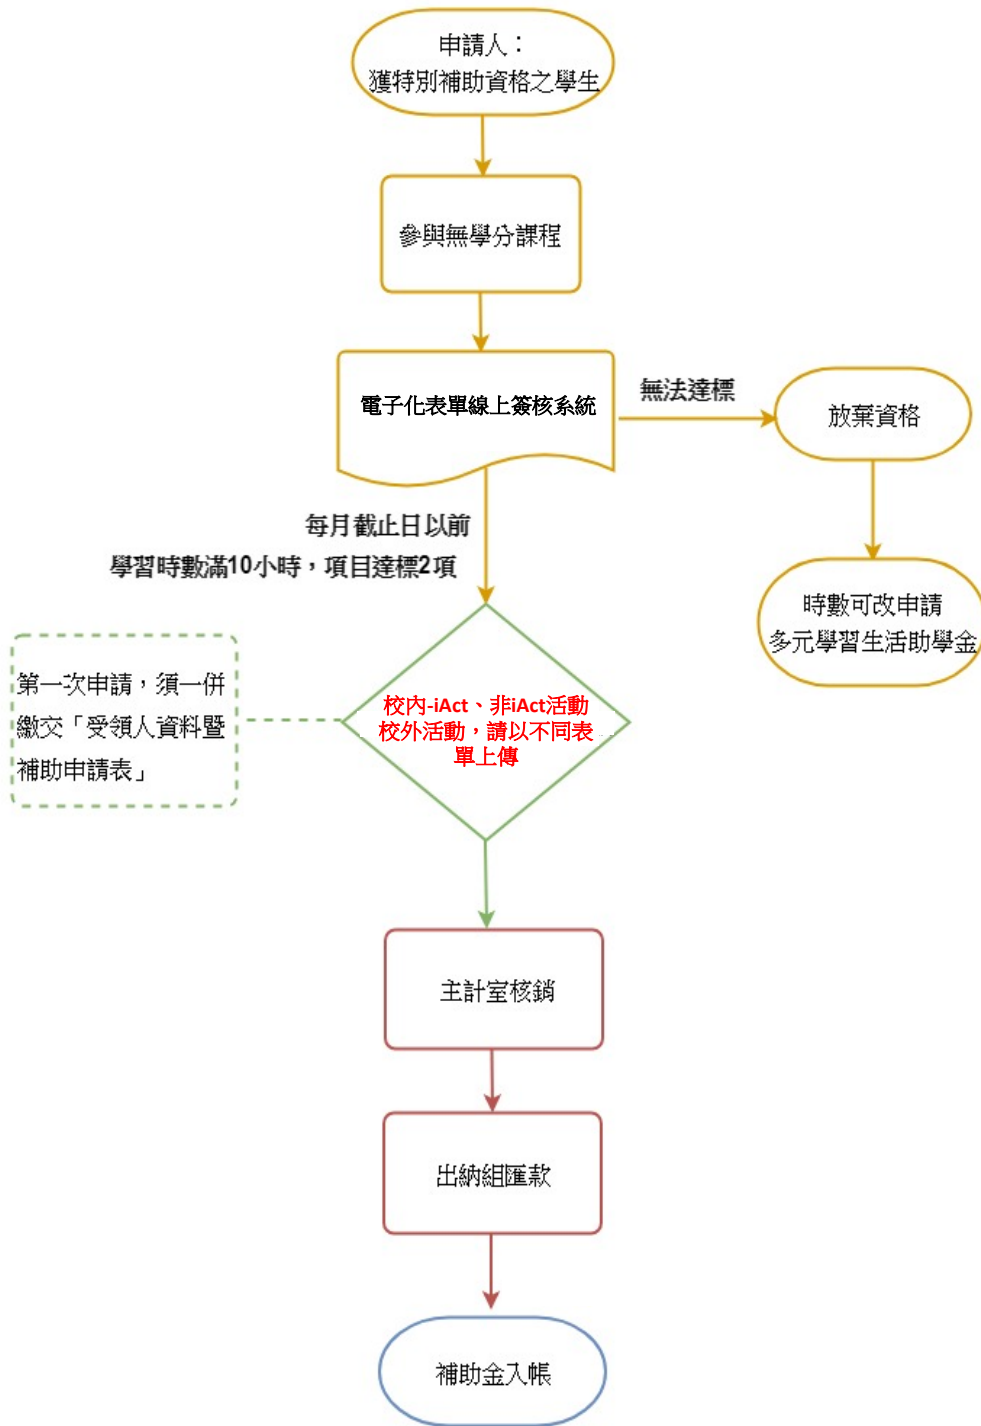 申請人：
獲特別補助資格之學生
參與無學分課程
電子化表單線上簽核系統
無法達標
放棄資格
每月截止日以前
學習時數滿10小時，項目達標2項
時數可改申請
多元學習生活助學金
第一次申請，須一併
繳交「受領人資料暨
補助申請表」
校內-iAct、非iAct活動
校外活動，請以不同表
單上傳
主計室核銷
出納組匯款
補助金入帳